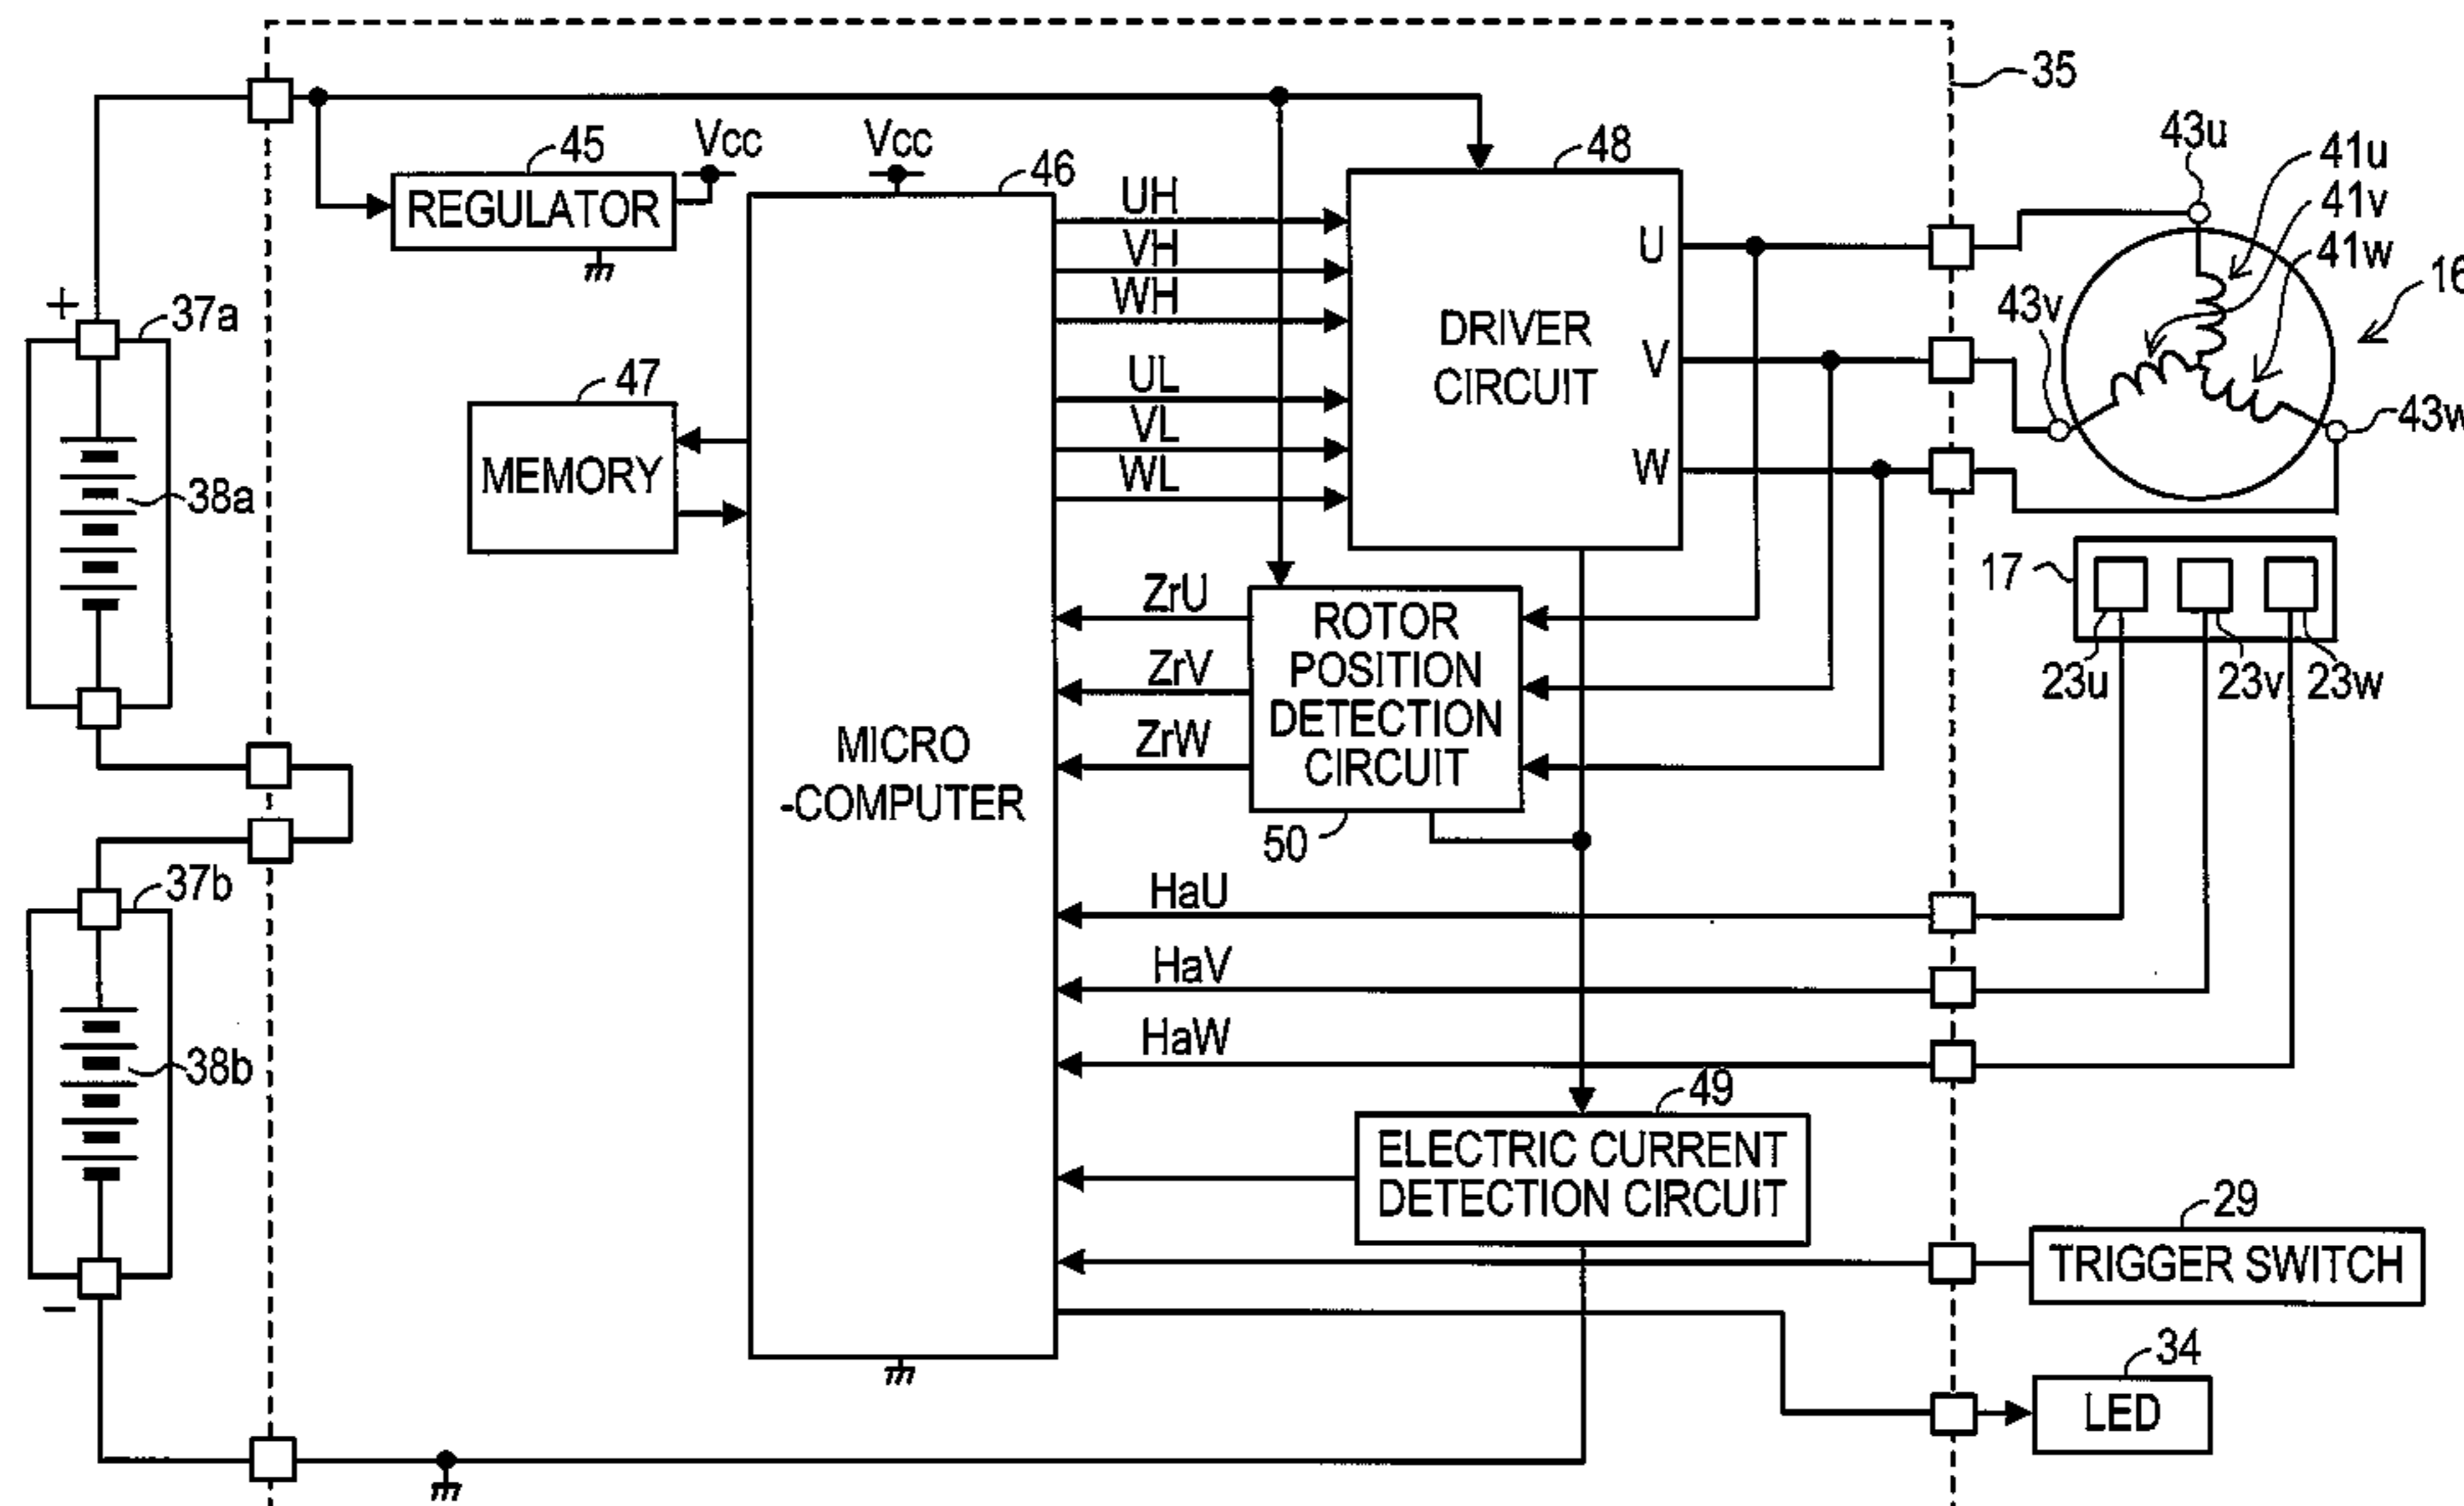 35
45
Vcc
Vcc
46
48
43u
41u
41v
41w
16
REGULATOR
UH
VH
WH
U
V
W
DRIVER
CIRCUIT
43v
43w
+
37a
47
UL
VL
WL
MEMORY
38a
ZrU
ZrV
ZrW
ROTOR
POSITION
DETECTION
CIRCUIT
50
17
23u
23v
23w
MICRO
-COMPUTER
37b
38b
HaU
HaV
HaW
49
ELECTRIC CURRENT
DETECTION CIRCUIT
29
TRIGGER SWITCH
−
34
LED